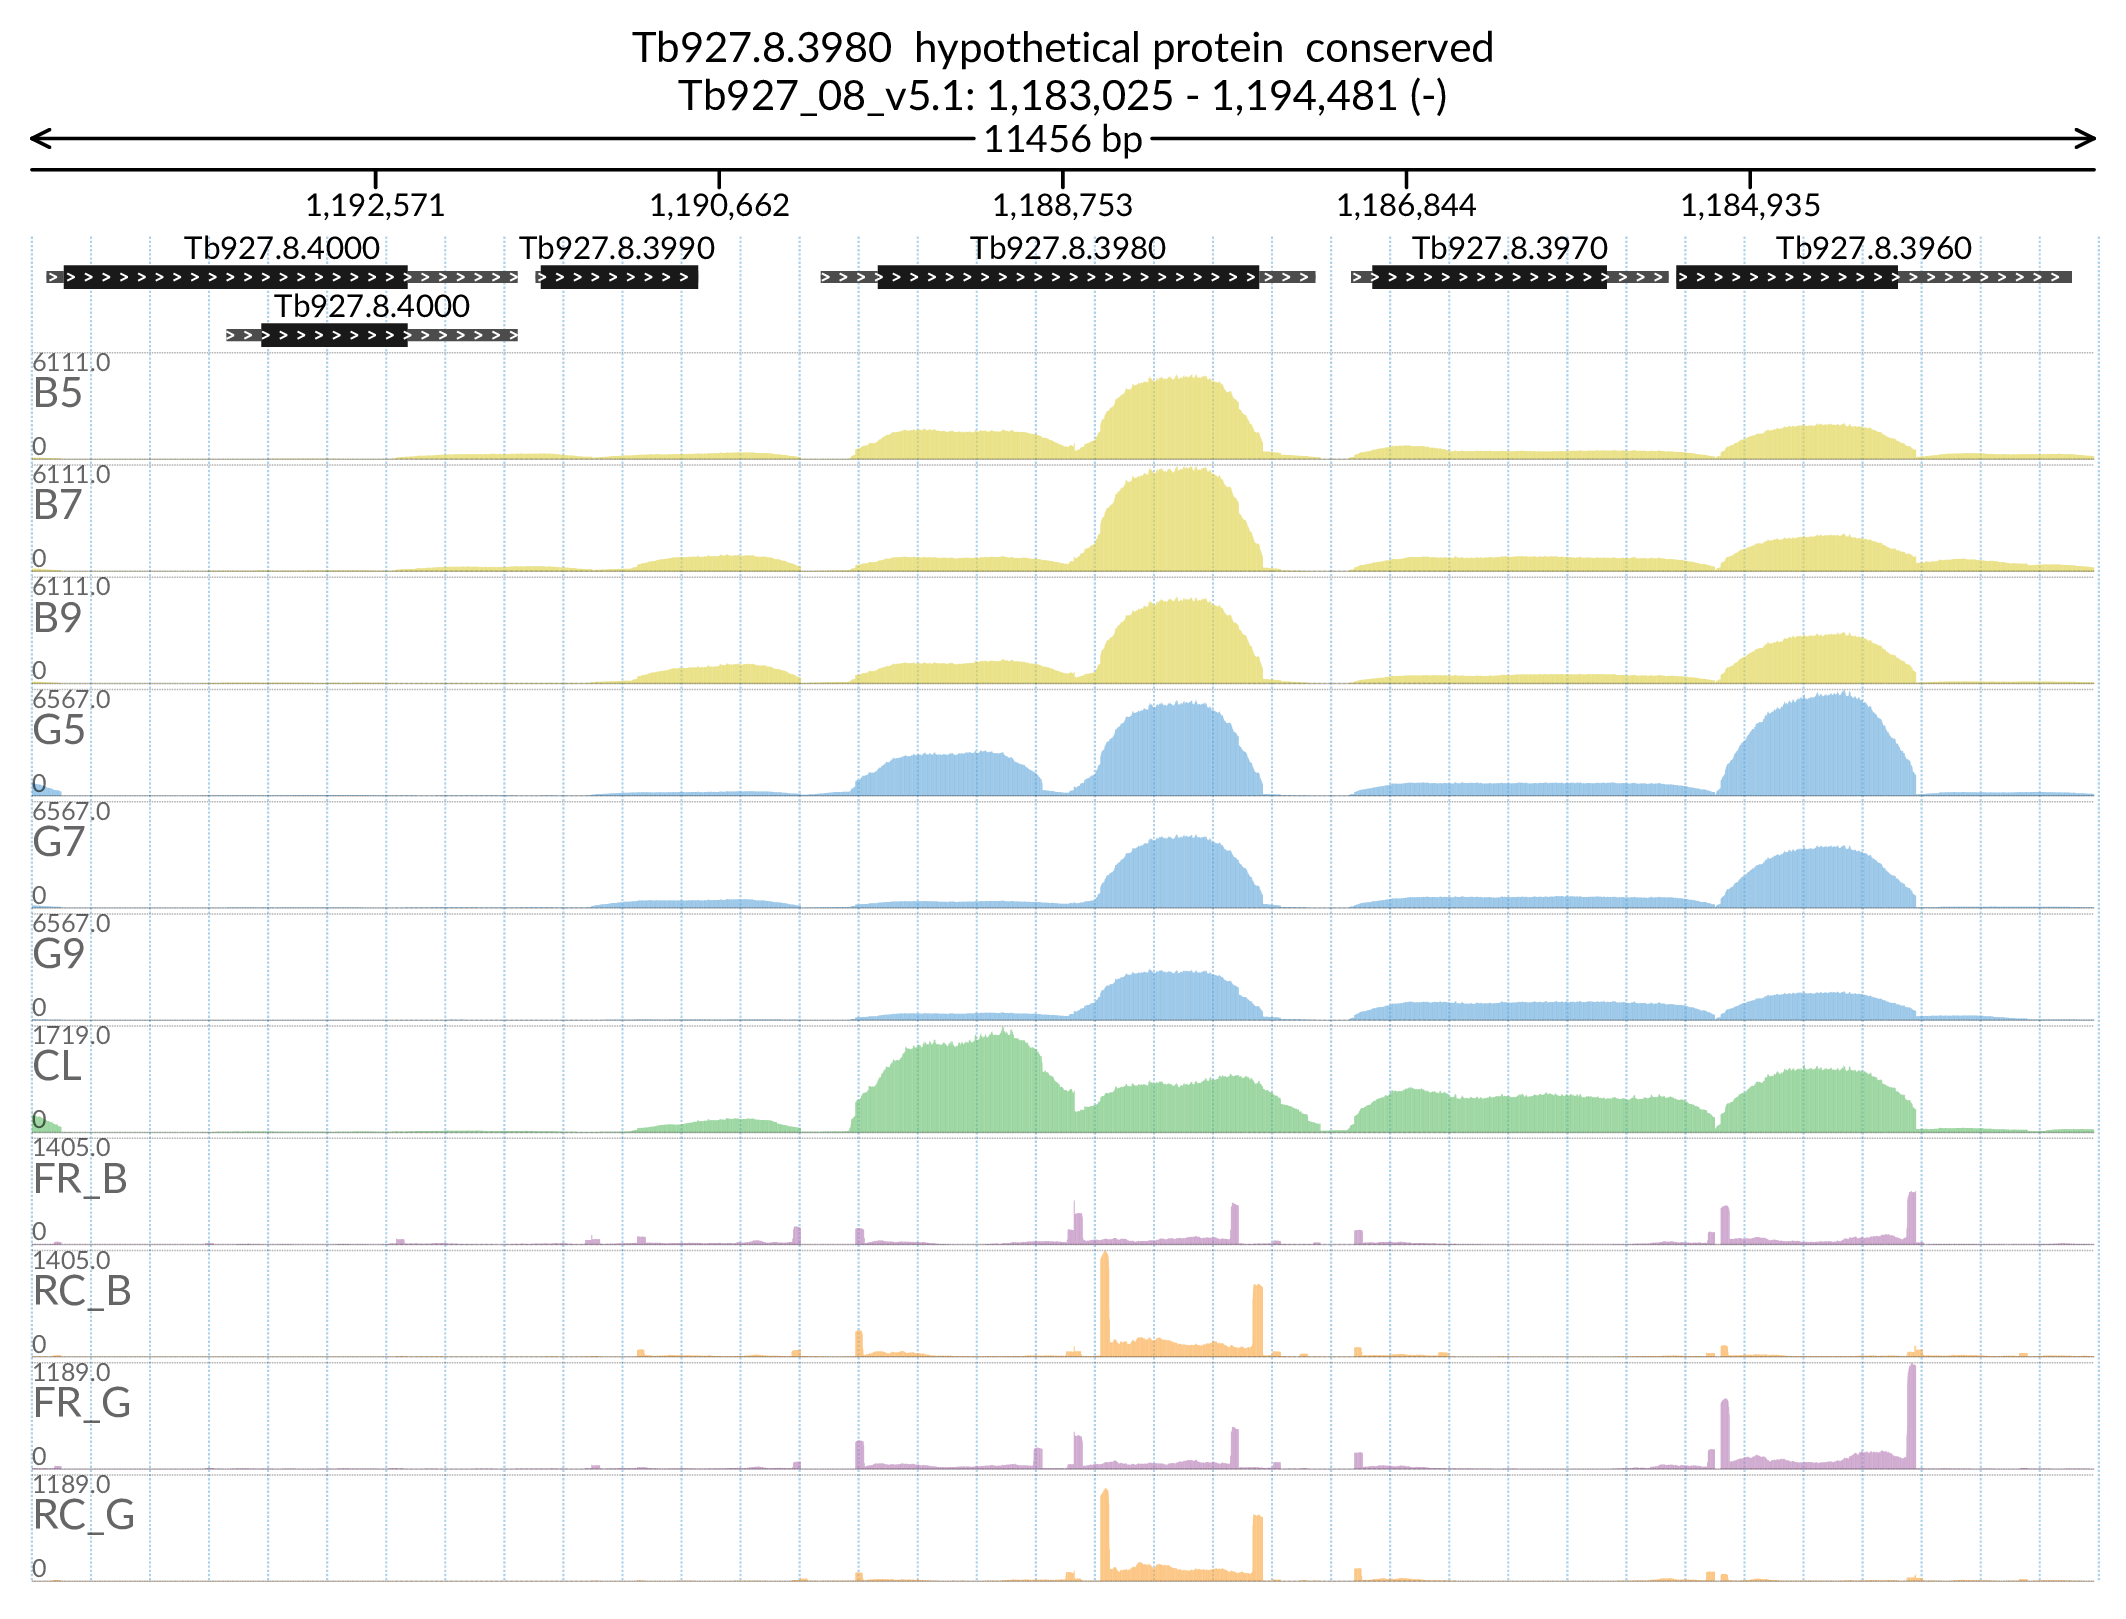 Tb927.8.3980  hypothetical protein  conserved
Tb927_08_v5.1: 1,183,025 - 1,194,481 (-)
11456 bp
1,192,571 1,190,662 1,188,753 1,186,844 1,184,935
Tb927.8.4000 Tb927.8.3990 Tb927.8.3980 Tb927.8.3970 Tb927.8.3960
Tb927.8.4000
6111.0
B5
0
6111.0
B7
0
6111.0
B9
0
6567.0
G5
0
6567.0
G7
0
6567.0
G9
0
1719.0
CL
0
1405.0
FR_B
0
1405.0
RC_B
0
1189.0
FR_G
0
1189.0
RC_G
0